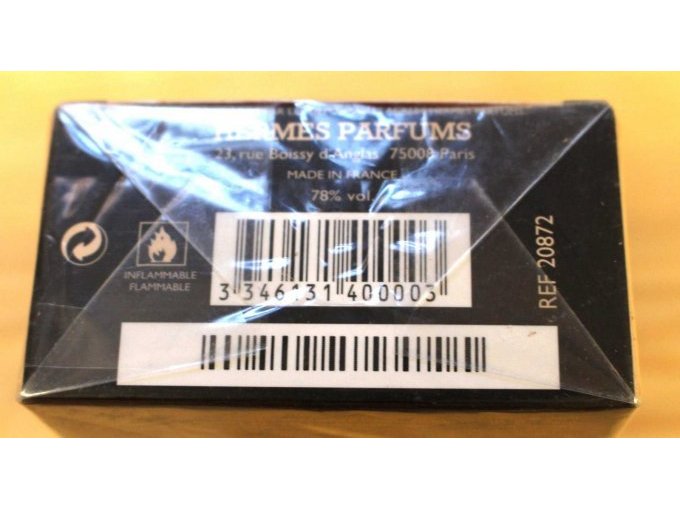 HERMES PARFUMS
23, rue Boissy d'Anglas 75008 Paris
MADE IN FRANCE
78% vol.
INFLAMMABLE
FLAMMABLE
3 346131 400003
REF 20872